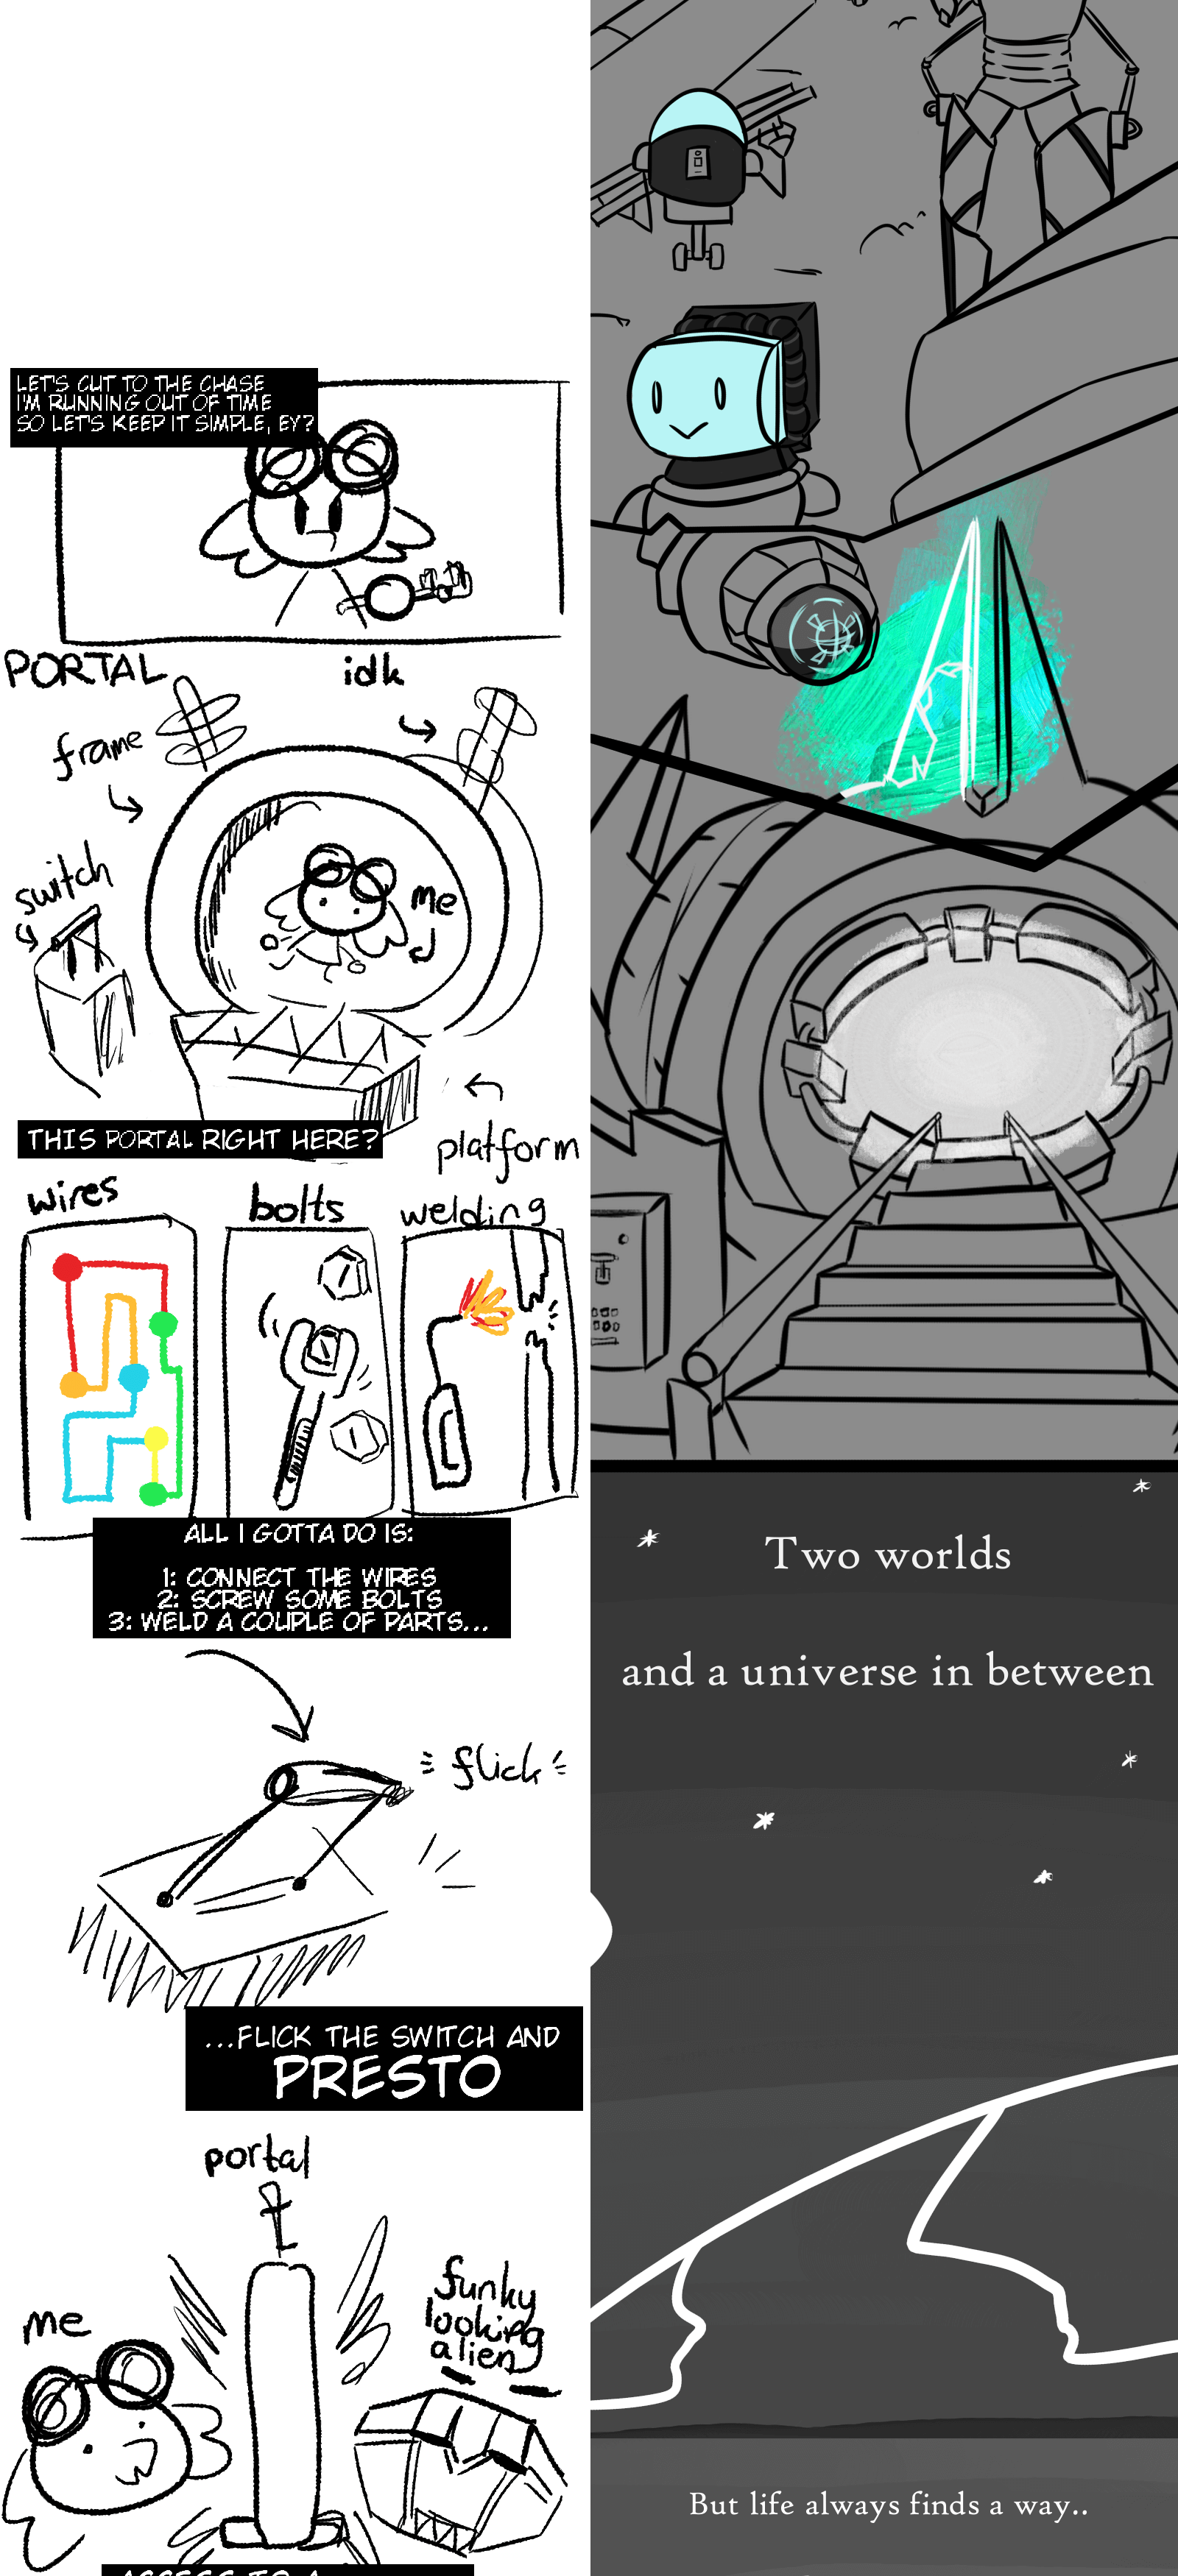 LET'S CUT TO THE CHASE
I'M RUNNING OUT OF TIME
SO LET'S KEEP IT SIMPLE, EY?
PORTAL
idk
frame
switch
me
platform
THIS PORTAL RIGHT HERE?
wires
bolts
welding
ALL I GOTTA DO IS:
1: CONNECT THE WIRES
2: SCREW SOME BOLTS
3: WELD A COUPLE OF PARTS...
flick
...FLICK THE SWITCH AND
PRESTO
portal
me
funky
looking
alien
ACCESS TO A
Two worlds
and a universe in between
But life always finds a way..